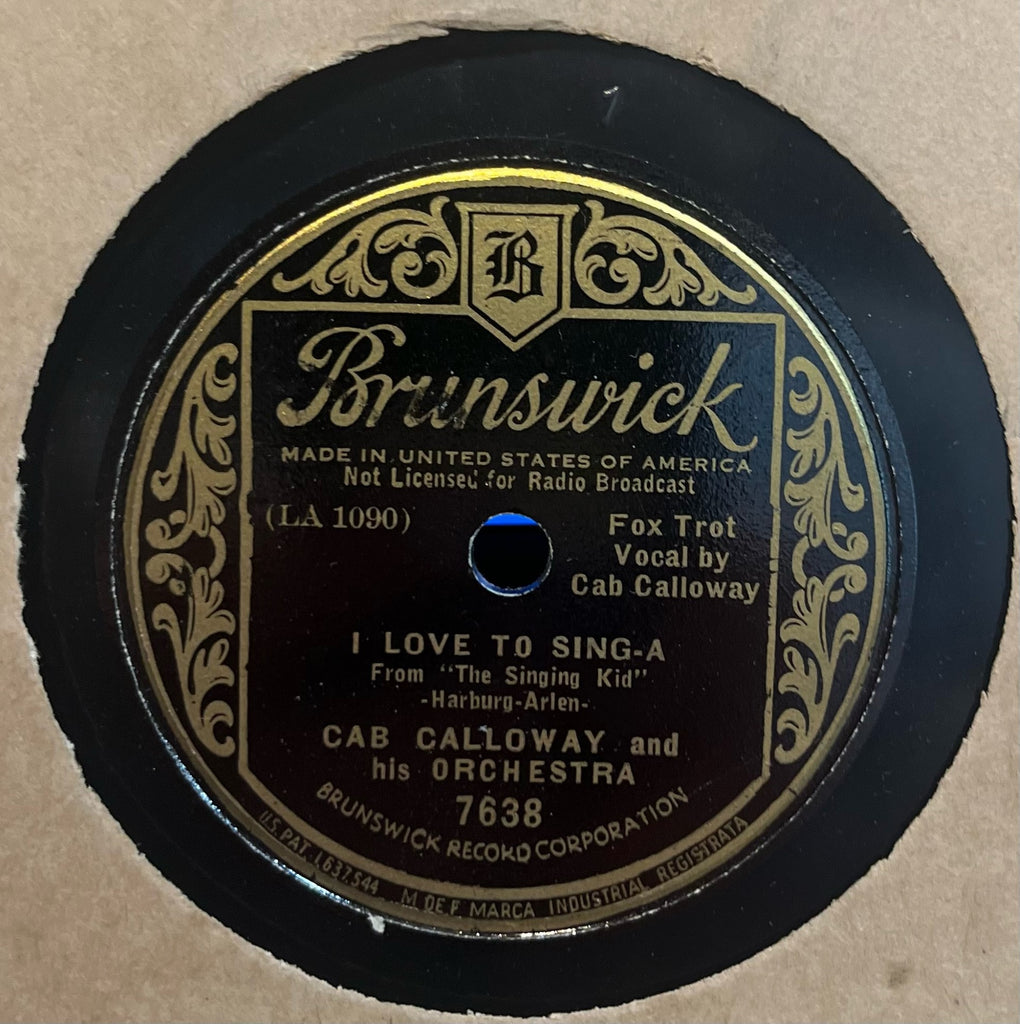 B
Brunswick
MADE IN UNITED STATES OF AMERICA
Not Licensed for Radio Broadcast
(LA 1090)
Fox Trot
Vocal by
Cab Calloway
I LOVE TO SING-A
From "The Singing Kid"
-Harburg-Arlen-
CAB CALLOWAY and
his ORCHESTRA
7638
BRUNSWICK RECORD CORPORATION
U.S. PAT. 1,637,544 M DE F MARCA INDUSTRIAL REGISTRATA